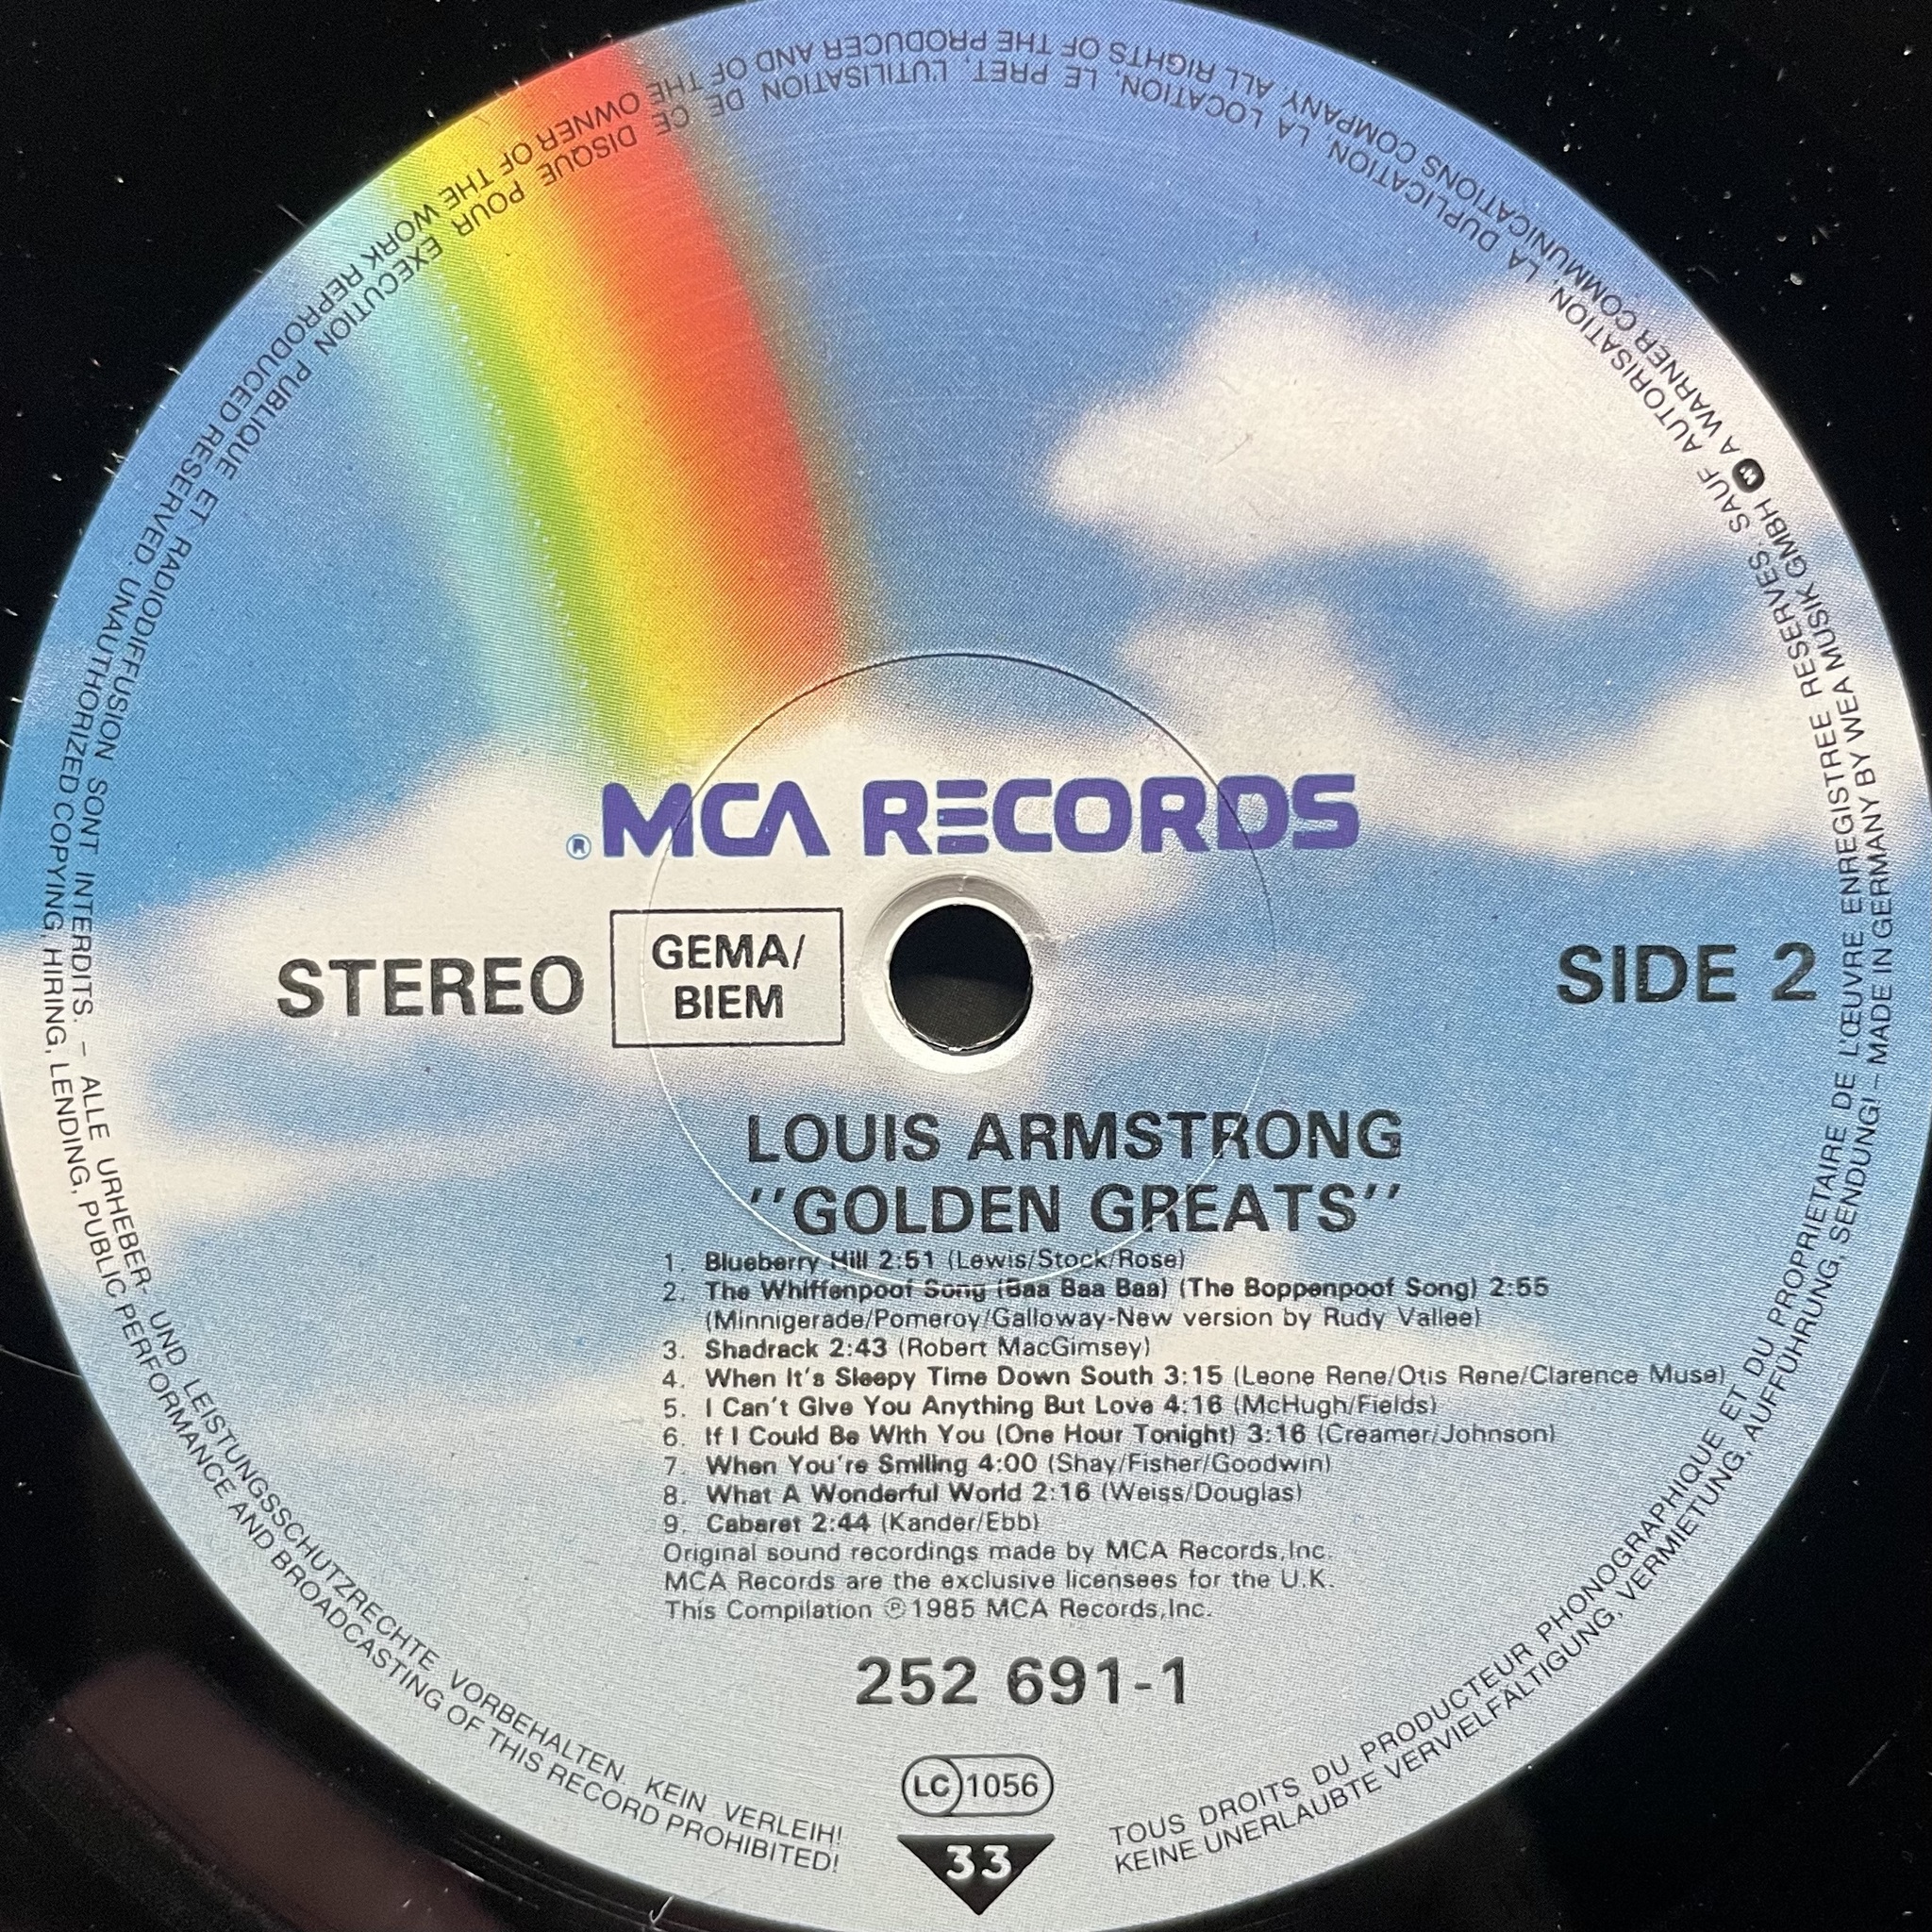 ® MCA RECORDS
STEREO
GEMA/
BIEM
SIDE 2
LOUIS ARMSTRONG
''GOLDEN GREATS''
1. Blueberry Hill 2:51 (Lewis/Stock/Rose)
2. The Whiffenpoof Song (Baa Baa Baa) (The Boppenpoof Song) 2:55
(Minnigerade/Pomeroy/Galloway-New version by Rudy Vallee)
3. Shadrack 2:43 (Robert MacGimsey)
4. When It's Sleepy Time Down South 3:15 (Leone Rene/Otis Rene/Clarence Muse)
5. I Can't Give You Anything But Love 4:16 (McHugh/Fields)
6. If I Could Be With You (One Hour Tonight) 3:16 (Creamer/Johnson)
7. When You're Smiling 4:00 (Shay/Fisher/Goodwin)
8. What A Wonderful World 2:16 (Weiss/Douglas)
9. Cabaret 2:44 (Kander/Ebb)
Original sound recordings made by MCA Records,Inc.
MCA Records are the exclusive licensees for the U.K.
This Compilation ℗ 1985 MCA Records,Inc.
252 691-1
LC 1056
33
TOUS DROITS DU PRODUCTEUR PHONOGRAPHIQUE ET DU PROPRIETAIRE DE L'ŒUVRE ENREGISTREE RESERVES. SAUF AUTORISATION, LA DUPLICATION, LA LOCATION, LE PRET, L'UTILISATION DE CE DISQUE POUR EXECUTION PUBLIQUE ET RADIODIFFUSION SONT INTERDITS. – ALLE URHEBER- UND LEISTUNGSSCHUTZRECHTE VORBEHALTEN. KEIN VERLEIH!
KEINE UNERLAUBTE VERVIELFÄLTIGUNG, VERMIETUNG, AUFFÜHRUNG, SENDUNG! – MADE IN GERMANY BY WEA MUSIK GMBH A WARNER COMMUNICATIONS COMPANY. ALL RIGHTS OF THE PRODUCER AND OF THE OWNER OF THE WORK REPRODUCED RESERVED. UNAUTHORIZED COPYING, HIRING, LENDING, PUBLIC PERFORMANCE AND BROADCASTING OF THIS RECORD PROHIBITED!